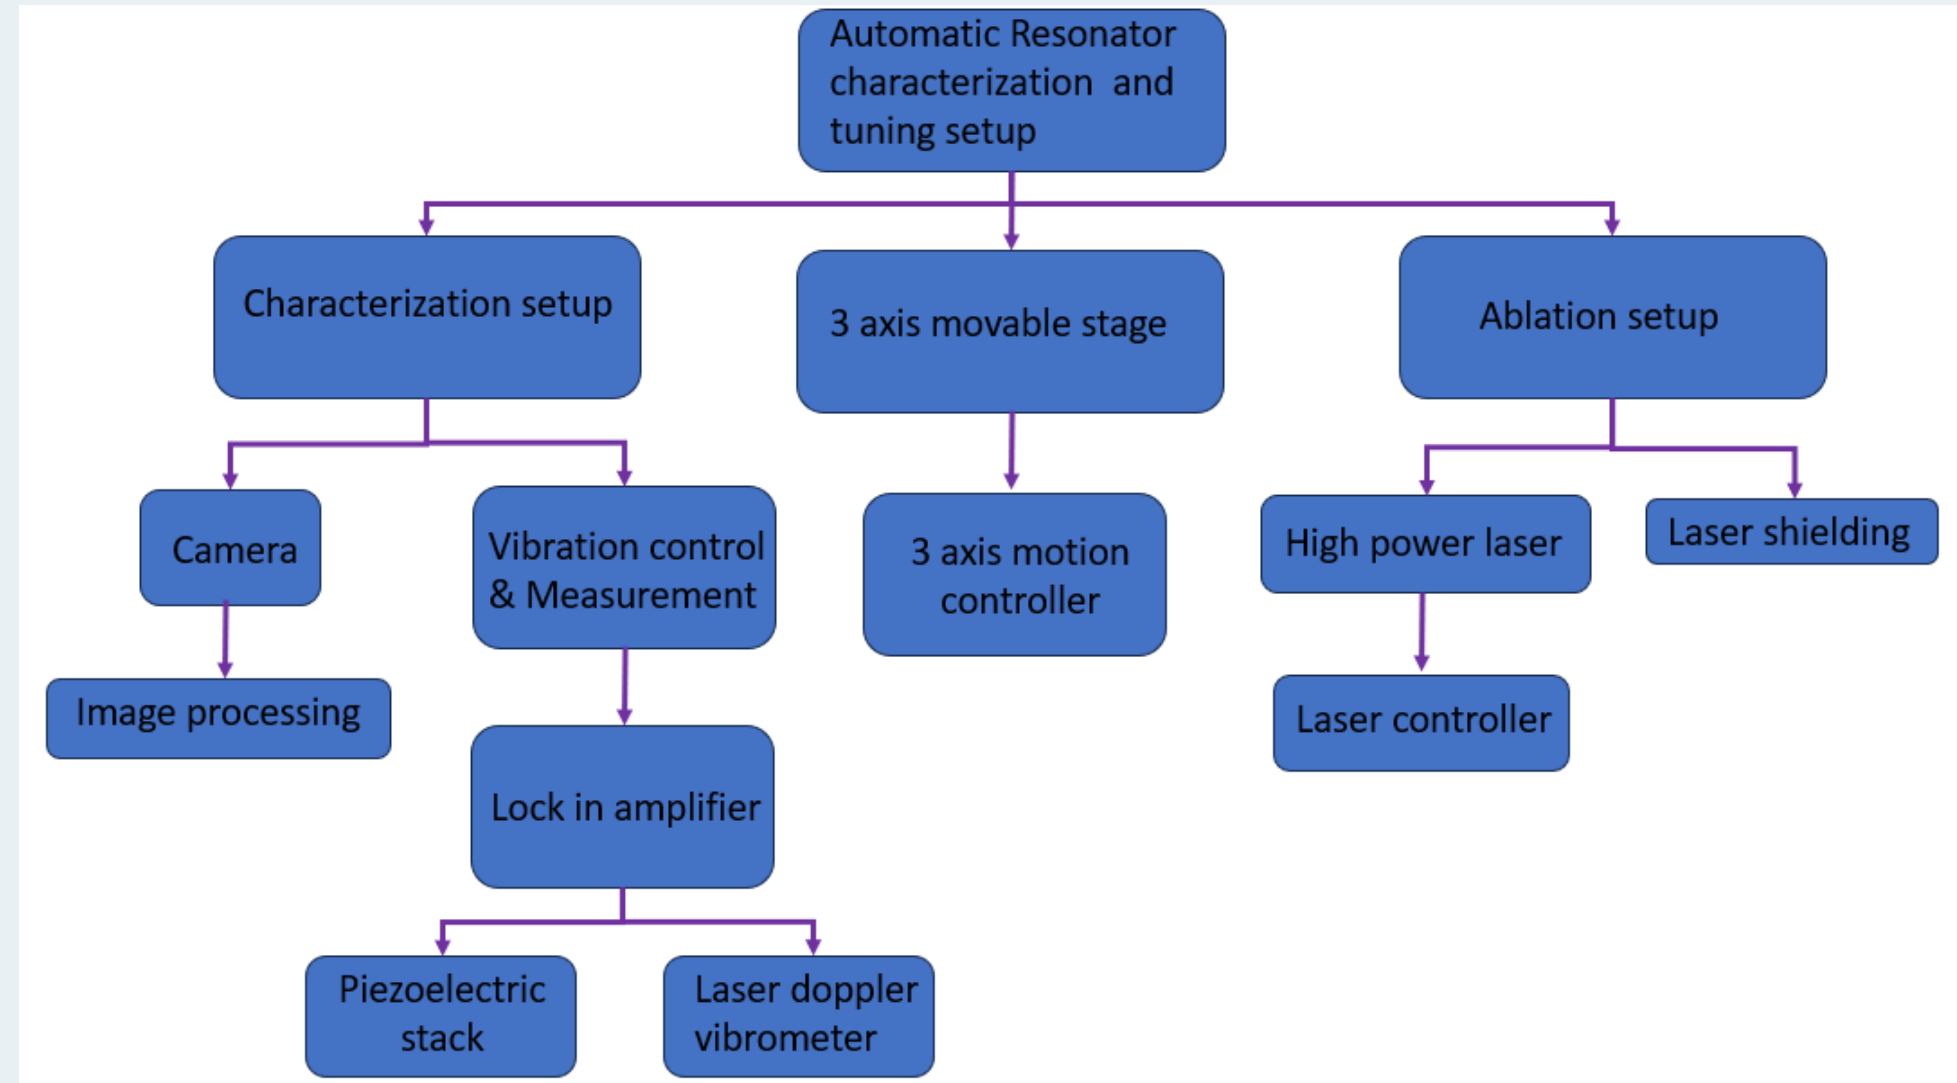 Automatic Resonator
characterization and
tuning setup
Characterization setup
3 axis movable stage
Ablation setup
Camera
Vibration control
& Measurement
3 axis motion
controller
High power laser
Laser shielding
Image processing
Lock in amplifier
Laser controller
Piezoelectric
stack
Laser doppler
vibrometer